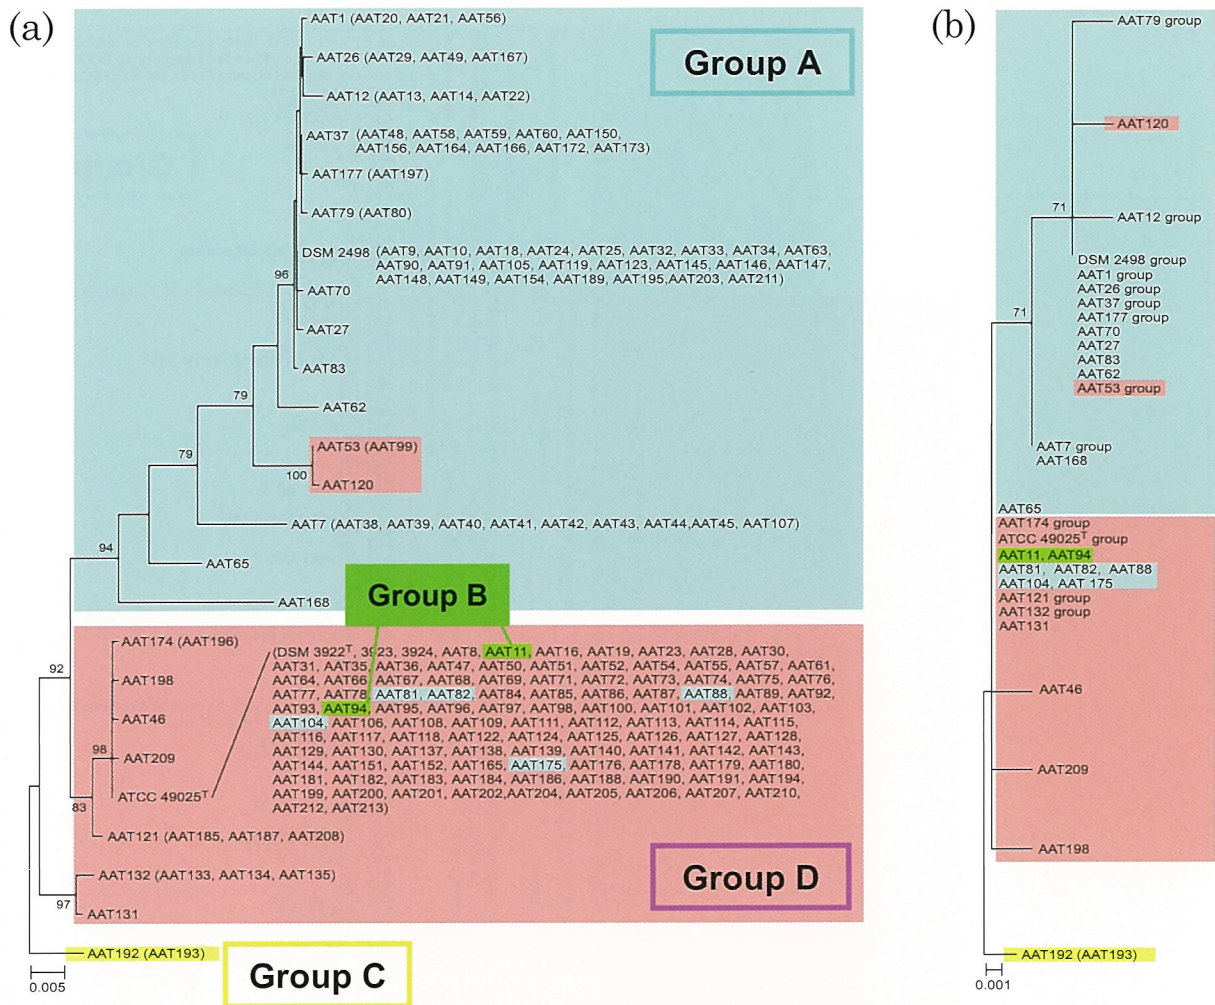 (a)
AAT1 (AAT20, AAT21, AAT56)
Group A
AAT26 (AAT29, AAT49, AAT167)
AAT12 (AAT13, AAT14, AAT22)
AAT37 (AAT48, AAT58, AAT59, AAT60, AAT150,
AAT156, AAT164, AAT166, AAT172, AAT173)
AAT177 (AAT197)
AAT79 (AAT80)
DSM 2498 (AAT9, AAT10, AAT18, AAT24, AAT25, AAT32, AAT33, AAT34, AAT63,
AAT90, AAT91, AAT105, AAT119, AAT123, AAT145, AAT146, AAT147,
AAT148, AAT149, AAT154, AAT189, AAT195,AAT203, AAT211)
96
AAT70
AAT27
AAT83
79
AAT62
AAT53 (AAT99)
79
100
AAT120
AAT7 (AAT38, AAT39, AAT40, AAT41, AAT42, AAT43, AAT44,AAT45, AAT107)
94
AAT65
Group B
AAT168
92
AAT174 (AAT196)
AAT198
AAT46
98
AAT209
ATCC 49025T
83
(DSM 3922T, 3923, 3924, AAT8, AAT11, AAT16, AAT19, AAT23, AAT28, AAT30,
AAT31, AAT35, AAT36, AAT47, AAT50, AAT51, AAT52, AAT54, AAT55, AAT57, AAT61,
AAT64, AAT66, AAT67, AAT68, AAT69, AAT71, AAT72, AAT73, AAT74, AAT75, AAT76,
AAT77, AAT78, AAT81, AAT82, AAT84, AAT85, AAT86, AAT87, AAT88, AAT89, AAT92,
AAT93, AAT94, AAT95, AAT96, AAT97, AAT98, AAT100, AAT101, AAT102, AAT103,
AAT104, AAT106, AAT108, AAT109, AAT111, AAT112, AAT113, AAT114, AAT115,
AAT116, AAT117, AAT118, AAT122, AAT124, AAT125, AAT126, AAT127, AAT128,
AAT129, AAT130, AAT137, AAT138, AAT139, AAT140, AAT141, AAT142, AAT143,
AAT144, AAT151, AAT152, AAT165, AAT175, AAT176, AAT178, AAT179, AAT180,
AAT181, AAT182, AAT183, AAT184, AAT186, AAT188, AAT190, AAT191, AAT194,
AAT199, AAT200, AAT201, AAT202,AAT204, AAT205, AAT206, AAT207, AAT210,
AAT212, AAT213)
AAT121 (AAT185, AAT187, AAT208)
AAT132 (AAT133, AAT134, AAT135)
Group D
97
AAT131
AAT192 (AAT193)
Group C
0.005
(b)
AAT79 group
AAT120
71
AAT12 group
DSM 2498 group
AAT1 group
AAT26 group
AAT37 group
71
AAT177 group
AAT70
AAT27
AAT83
AAT62
AAT53 group
AAT7 group
AAT168
AAT65
AAT174 group
ATCC 49025T group
AAT11, AAT94
AAT81, AAT82, AAT88
AAT104, AAT 175
AAT121 group
AAT132 group
AAT131
AAT46
AAT209
AAT198
AAT192 (AAT193)
0.001